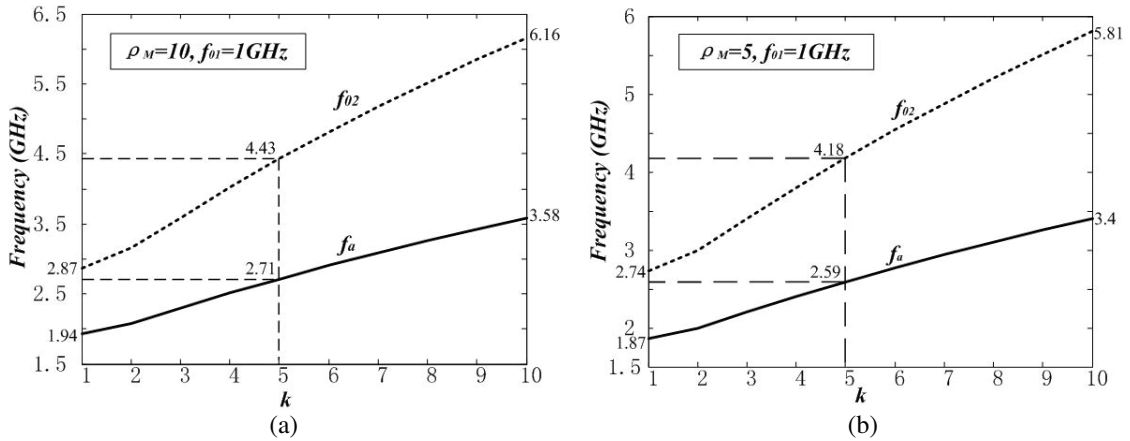 6.5
5.5
4.5
3.5
2.5
1.5
Frequency (GHz)
ρM=10, f01=1GHz
f02
fa
6.16
4.43
3.58
2.87
2.71
1.94
1 2 3 4 5 6 7 8 9 10
k
(a)
6
5
4
3
2
1.5
Frequency (GHz)
ρM=5, f01=1GHz
f02
fa
5.81
4.18
3.4
2.74
2.59
1.87
1 2 3 4 5 6 7 8 9 10
k
(b)